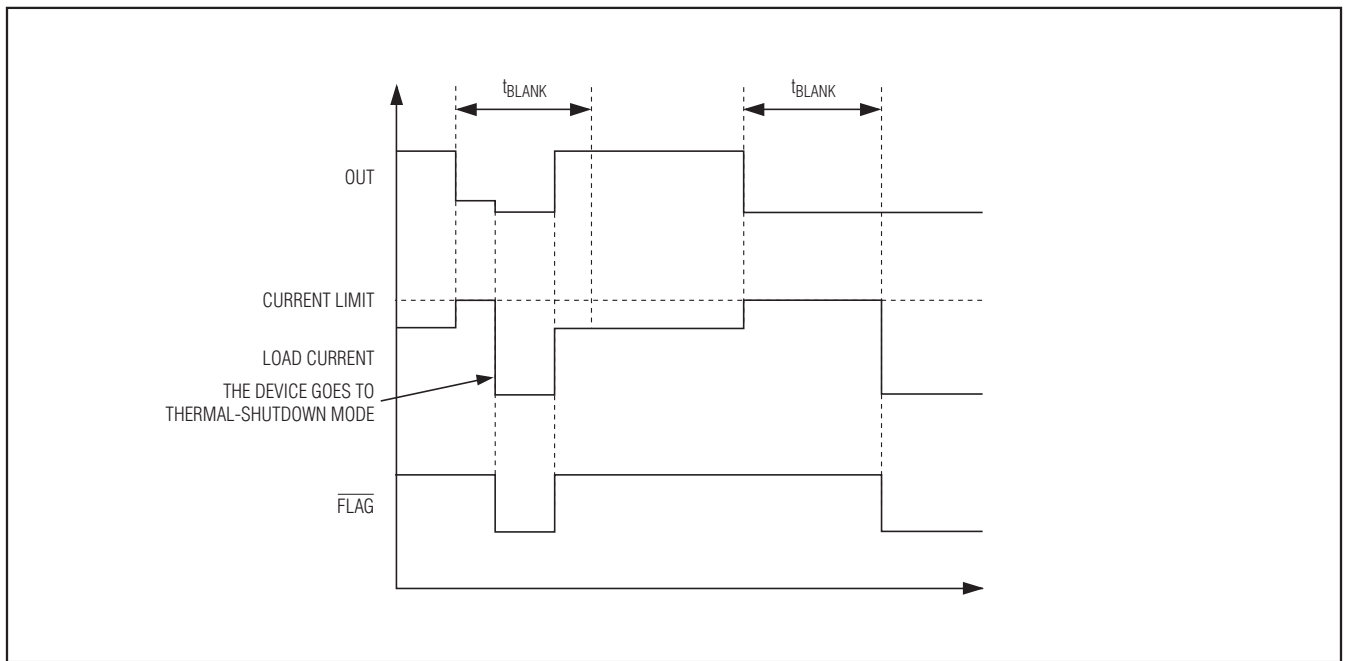 tBLANK
tBLANK
OUT
CURRENT LIMIT
LOAD CURRENT
THE DEVICE GOES TO
THERMAL-SHUTDOWN MODE
FLAG